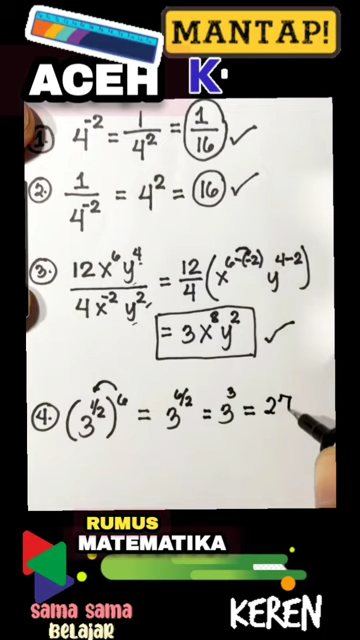 MANTAP!
ACEH K
1. 4⁻² = 1/4² = 1/16 ✓
2. 1/4⁻² = 4² = 16 ✓
3. 12x⁶y⁴/4x⁻²y² = 12/4 (x⁶⁻⁽⁻²⁾ y⁴⁻²)
= 3x⁸y² ✓
4. (3^(1/2))⁶ = 3^(6/2) = 3³ = 27
RUMUS
MATEMATIKA
sama sama
belajar
KEREN